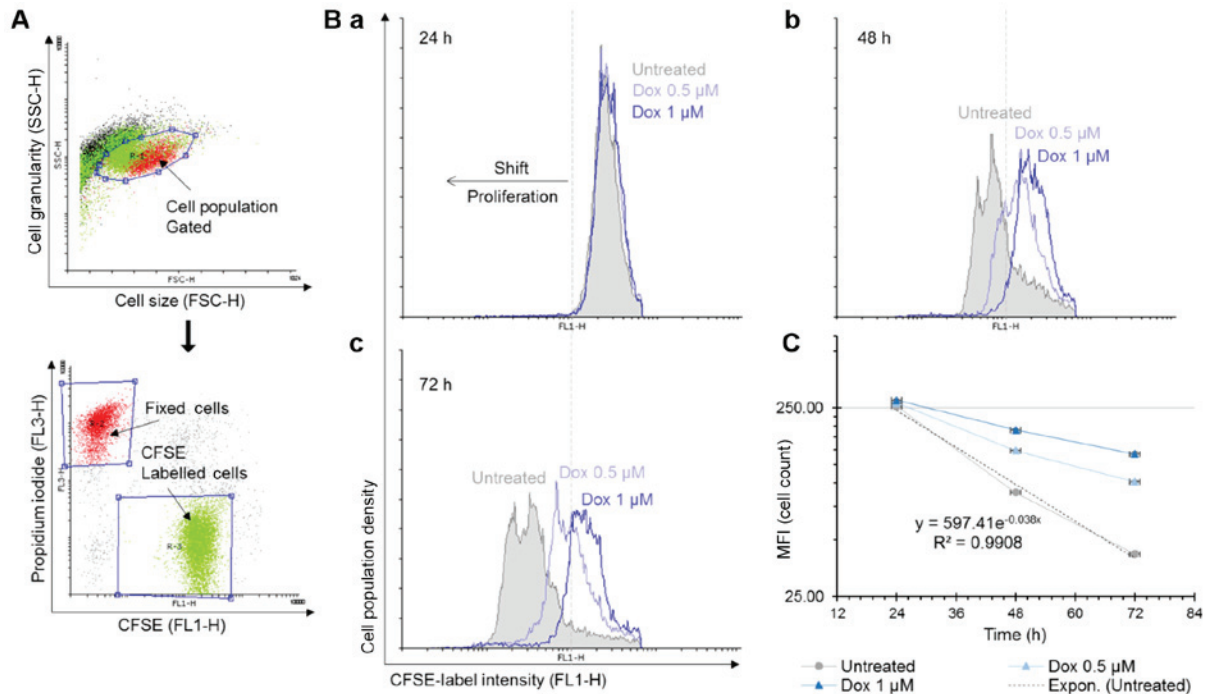 A
Cell granularity (SSC-H)
SSC-H
R-1
Cell population
Gated
FSC-H
1024
Cell size (FSC-H)
Propidium iodide (FL3-H)
FL3-H
Fixed cells
CFSE
Labelled cells
R-3
FL1-H
CFSE (FL1-H)
B a
24 h
Untreated
Dox 0.5 µM
Dox 1 µM
Shift
Proliferation
FL1-H
b
48 h
Untreated
Dox 0.5 µM
Dox 1 µM
FL1-H
c
72 h
Untreated
Dox 0.5 µM
Dox 1 µM
Cell population density
FL1-H
CFSE-label intensity (FL1-H)
C
MFI (cell count)
250.00
25.00
y = 597.41e-0.038x
R² = 0.9908
12 24 36 48 60 72 84
Time (h)
Untreated
Dox 0.5 µM
Dox 1 µM
Expon. (Untreated)